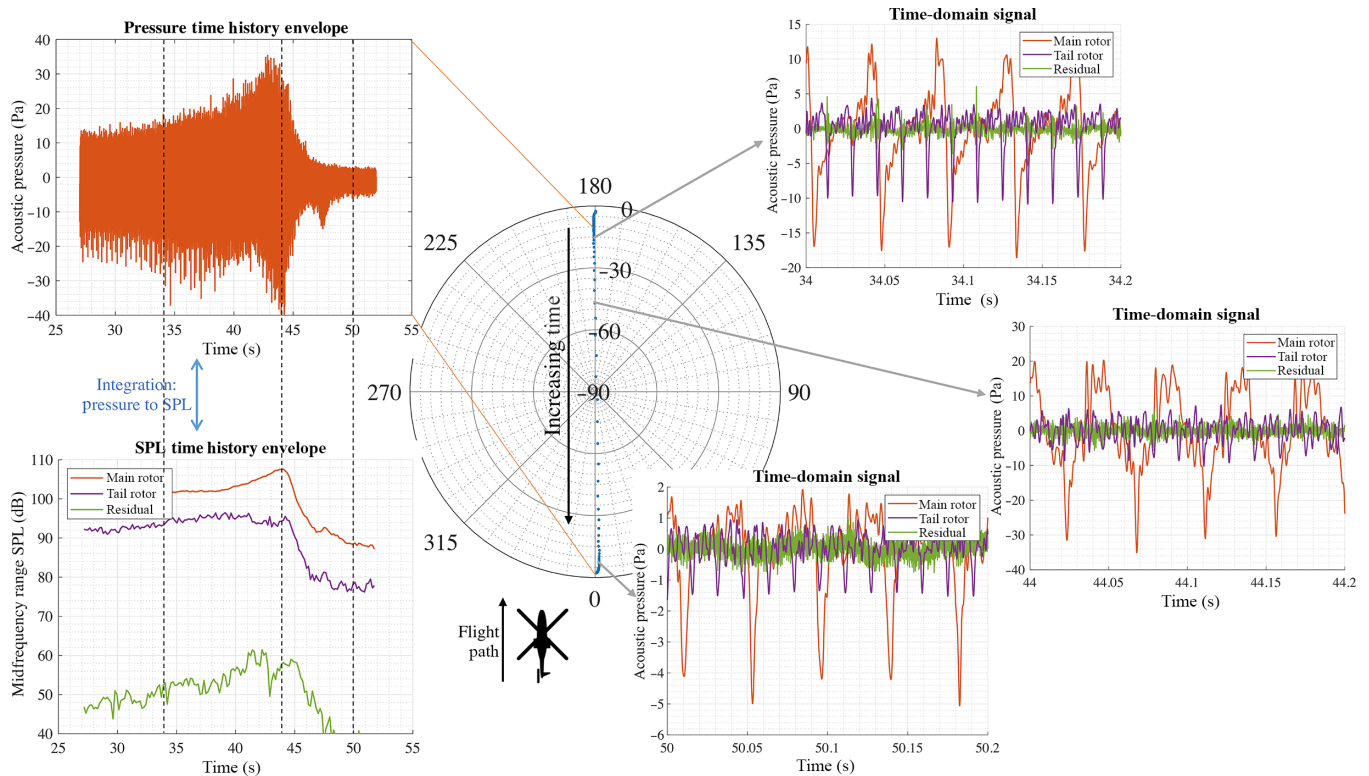 Pressure time history envelope
40
30
20
10
0
−10
−20
−30
−40
Acoustic pressure (Pa)
25
30
35
40
45
50
55
Time (s)
Integration:
pressure to SPL
SPL time history envelope
110
100
90
80
70
60
50
40
Midfrequency range SPL (dB)
Main rotor
Tail rotor
Residual
25
30
35
40
45
50
55
Time (s)
180
225
135
270
90
315
0
0
−30
−60
−90
Increasing time
Flight
path
Time-domain signal
15
10
5
0
−5
−10
−15
−20
Acoustic pressure (Pa)
Main rotor
Tail rotor
Residual
34
34.05
34.1
34.15
34.2
Time (s)
Time-domain signal
30
20
10
0
−10
−20
−30
−40
Acoustic pressure (Pa)
Main rotor
Tail rotor
Residual
44
44.05
44.1
44.15
44.2
Time (s)
Time-domain signal
2
1
0
−1
−2
−3
−4
−5
−6
Acoustic pressure (Pa)
Main rotor
Tail rotor
Residual
50
50.05
50.1
50.15
50.2
Time (s)